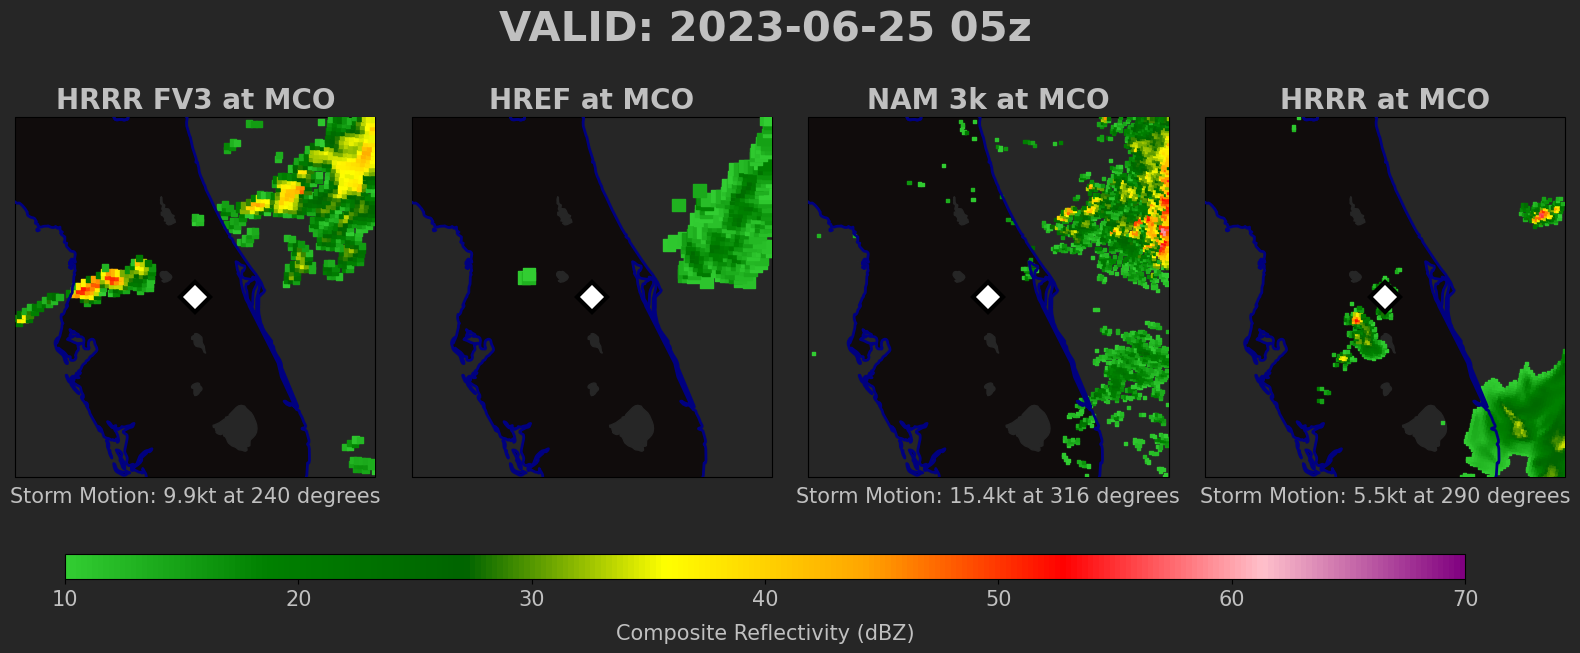 VALID: 2023-06-25 05z
HRRR FV3 at MCO
HREF at MCO
NAM 3k at MCO
HRRR at MCO
Storm Motion: 9.9kt at 240 degrees
Storm Motion: 15.4kt at 316 degrees
Storm Motion: 5.5kt at 290 degrees
10 20 30 40 50 60 70
Composite Reflectivity (dBZ)